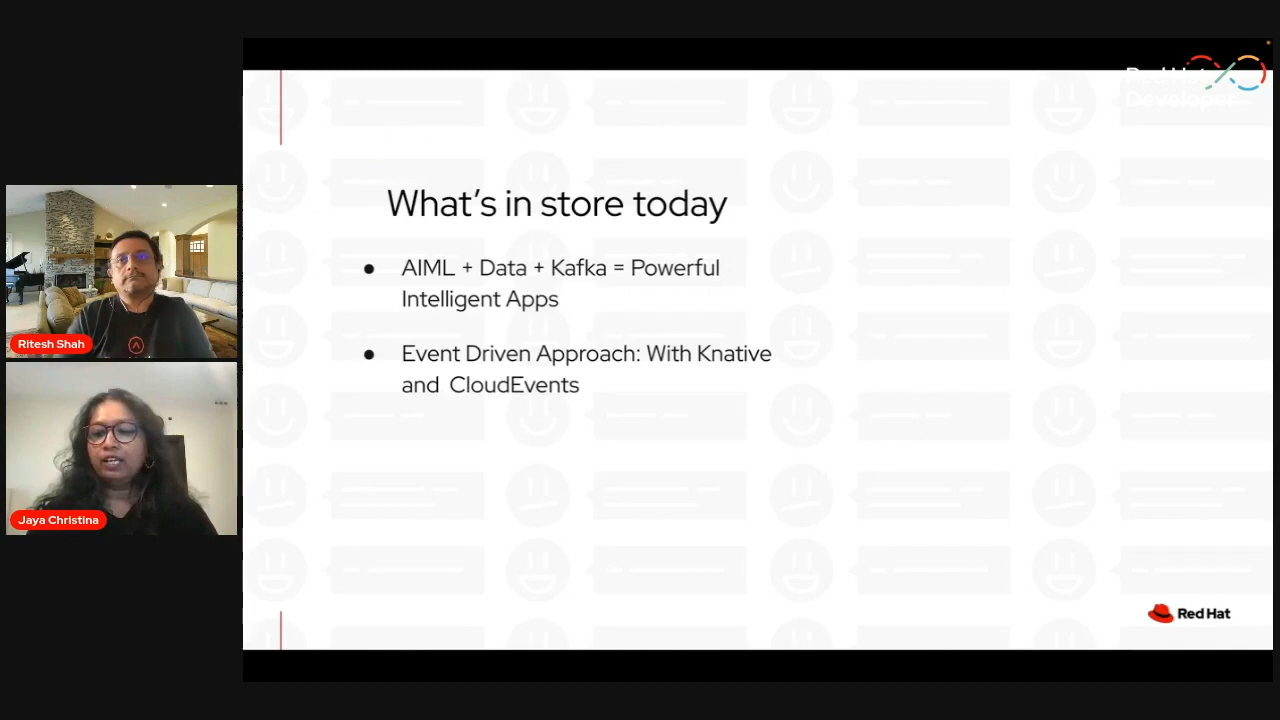 Red Hat
Developer
What's in store today
● AIML + Data + Kafka = Powerful
Intelligent Apps
● Event Driven Approach: With Knative
and CloudEvents
Ritesh Shah
Jaya Christina
Red Hat